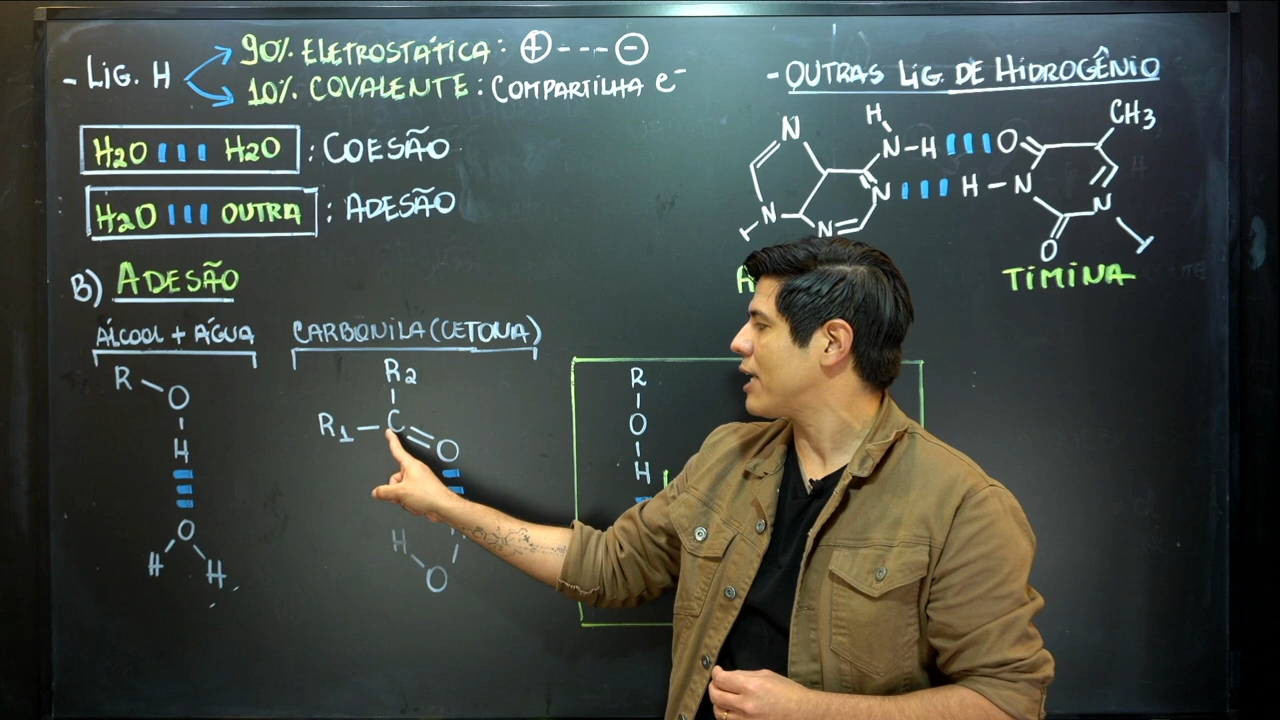 - LIG. H
90% ELETROSTÁTICA: ⊕---⊖
10% COVALENTE: COMPARTILHA e⁻
H2O ||| H2O : COESÃO
H2O ||| OUTRA : ADESÃO
B) ADESÃO
ÁLCOOL + ÁGUA
R
O
H
O
H H
CARBONILA (CETONA)
R2
R1 - C
O
H
O
R
O
H
- OUTRAS LIG. DE HIDROGÊNIO
N
H
N-H ||| O
CH3
N ||| H-N
N
N
N
O
A
TIMINA